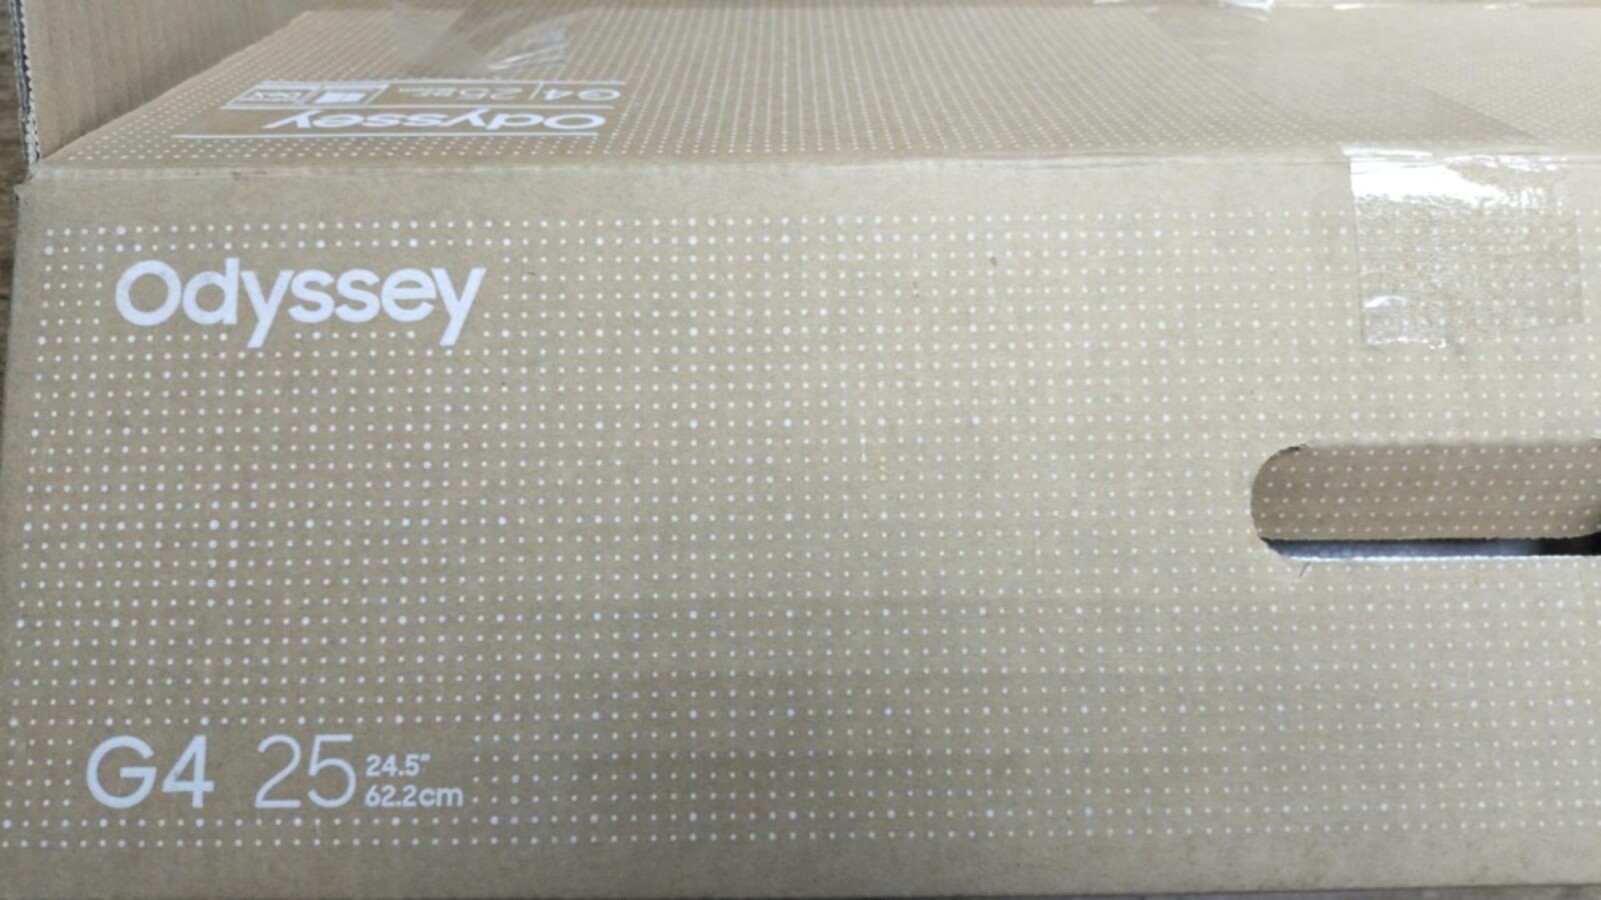 G4 25
Odyssey
Odyssey
G4 25 24.5"
62.2cm